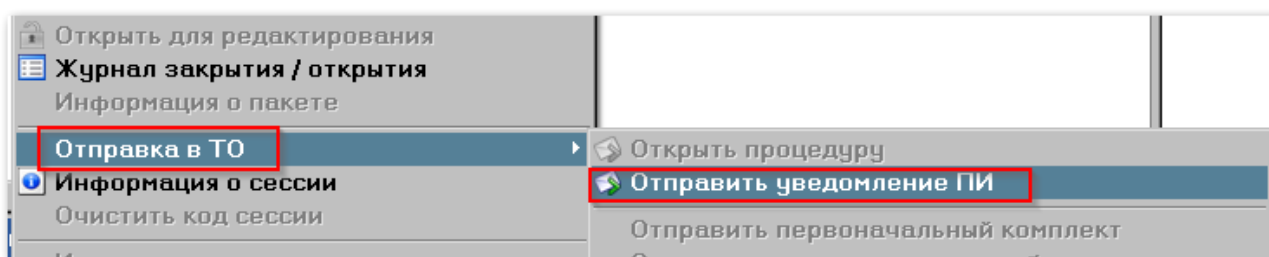 Открыть для редактирования
Журнал закрытия / открытия
Информация о пакете
Отправка в ТО
Открыть процедуру
Информация о сессии
Отправить уведомление ПИ
Очистить код сессии
Отправить первоначальный комплект